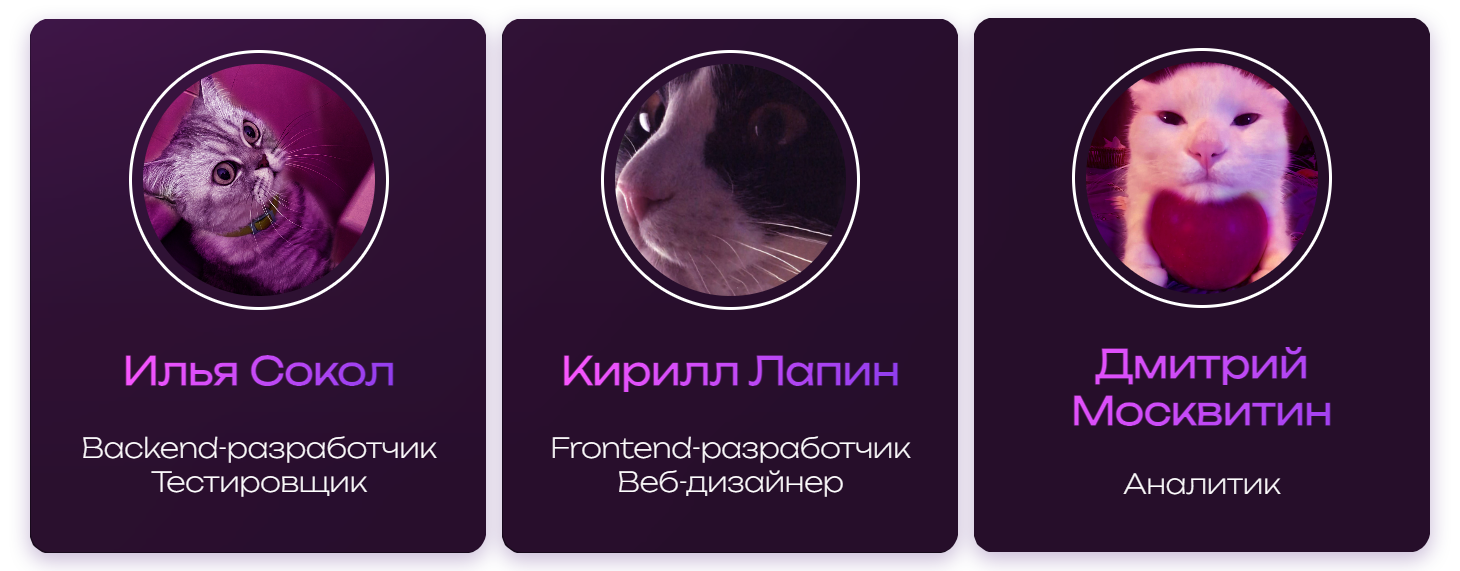 Илья Сокол
Backend-разработчик
Тестировщик
Кирилл Лапин
Frontend-разработчик
Веб-дизайнер
Дмитрий
Москвитин
Аналитик